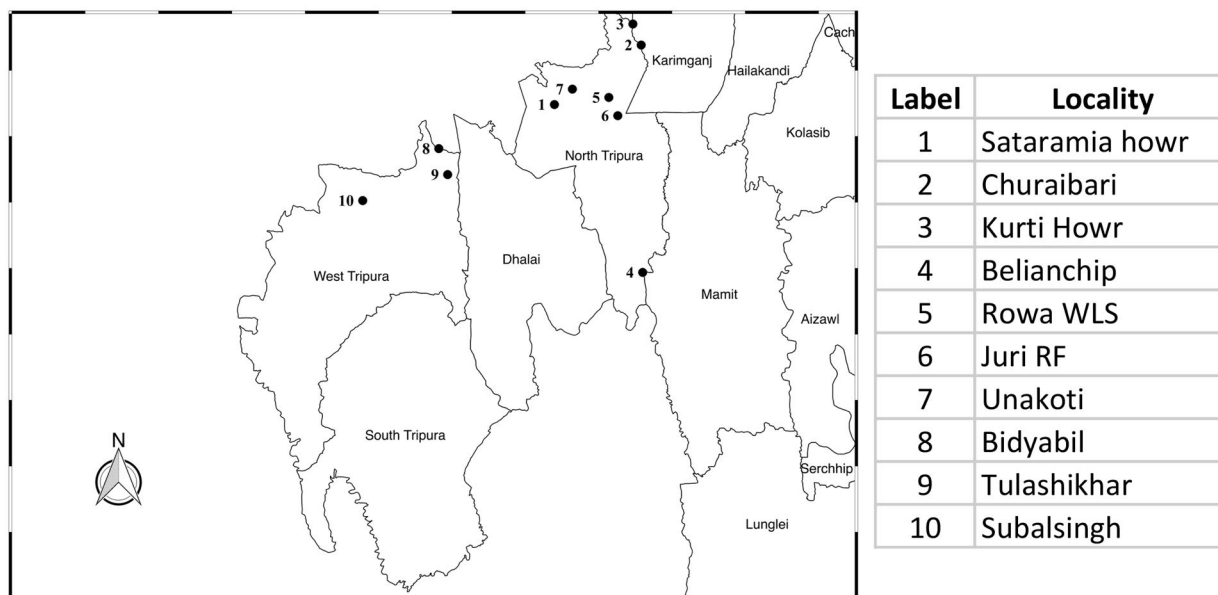 3
2
Karimganj
Cach
Hailakandi
7
1
5
6
Kolasib
8
North Tripura
9
10
Dhalai
West Tripura
4
Mamit
Aizawl
South Tripura
N
Serchhip
Lunglei
Label Locality
1 Sataramia howr
2 Churaibari
3 Kurti Howr
4 Belianchip
5 Rowa WLS
6 Juri RF
7 Unakoti
8 Bidyabil
9 Tulashikhar
10 Subalsingh